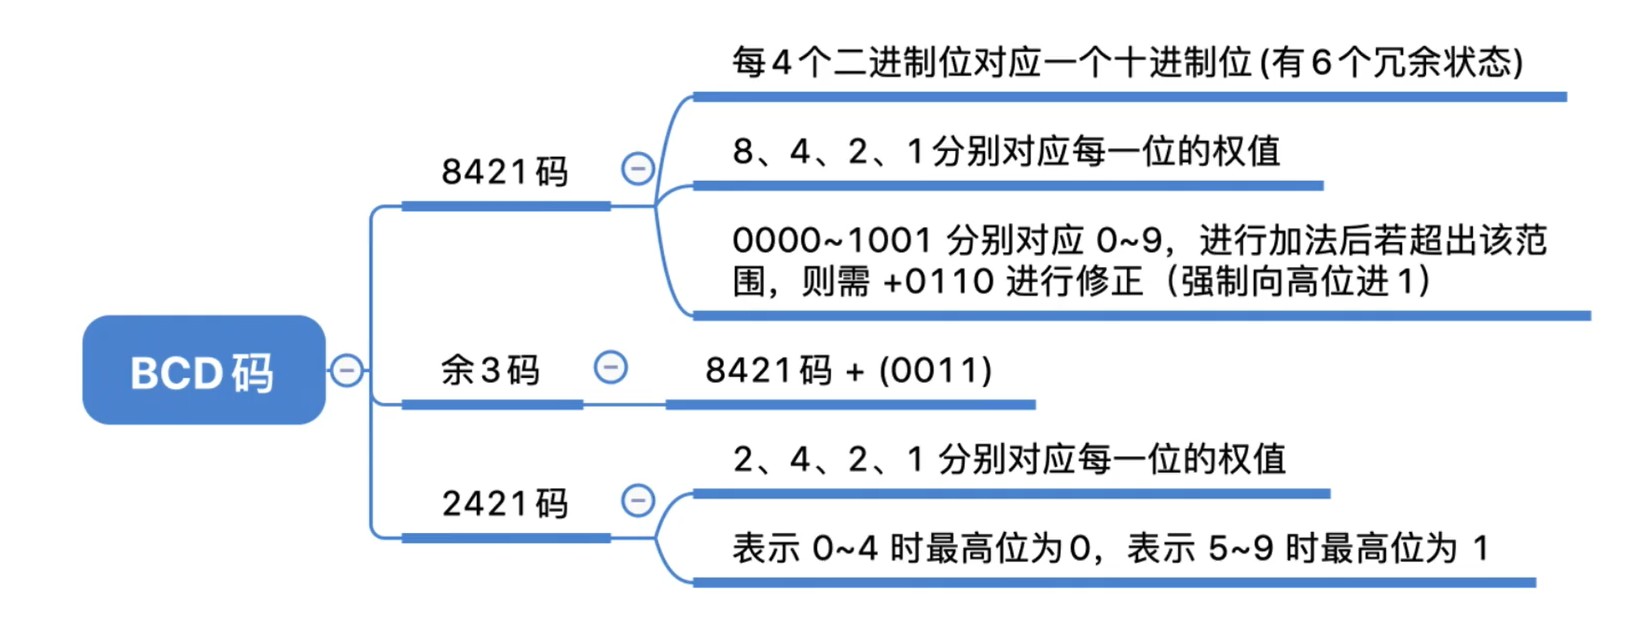 BCD码
8421码
每4个二进制位对应一个十进制位(有6个冗余状态)
8、4、2、1分别对应每一位的权值
0000~1001 分别对应 0~9，进行加法后若超出该范
围，则需 +0110 进行修正（强制向高位进1）
余3码
8421码 + (0011)
2421码
2、4、2、1 分别对应每一位的权值
表示 0~4 时最高位为0，表示 5~9 时最高位为 1